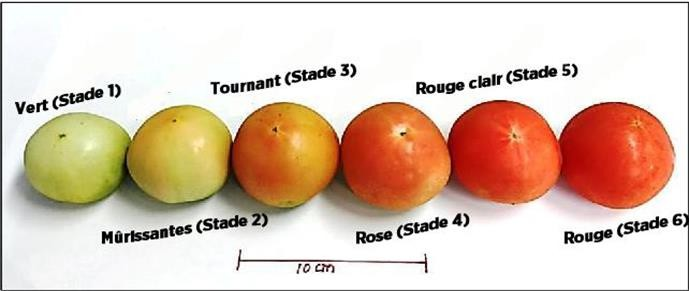 Vert (Stade 1)
Mûrissantes (Stade 2)
Tournant (Stade 3)
Rose (Stade 4)
Rouge clair (Stade 5)
Rouge (Stade 6)
10 cm